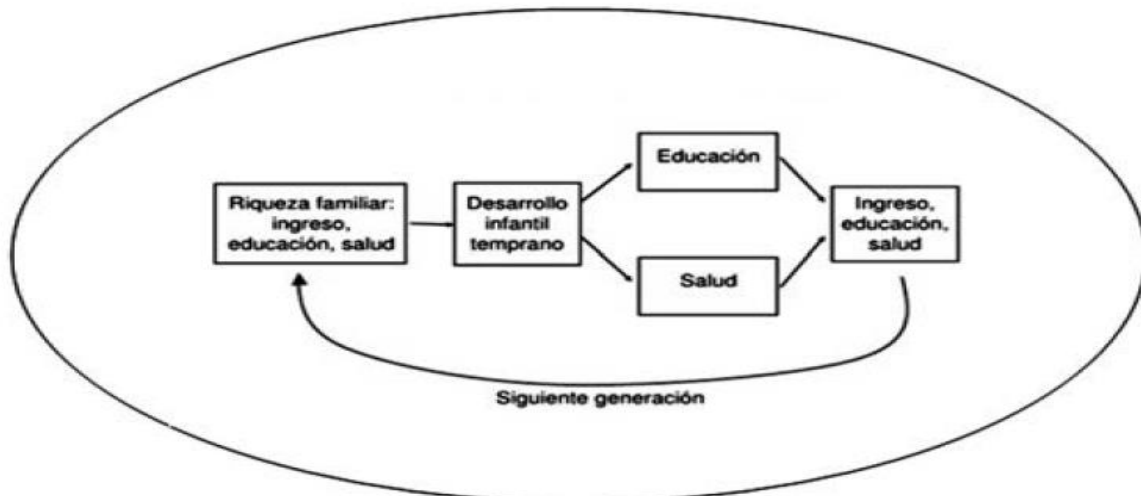 Riqueza familiar:
ingreso,
educación, salud
Desarrollo
infantil
temprano
Educación
Salud
Ingreso,
educación,
salud
Siguiente generación